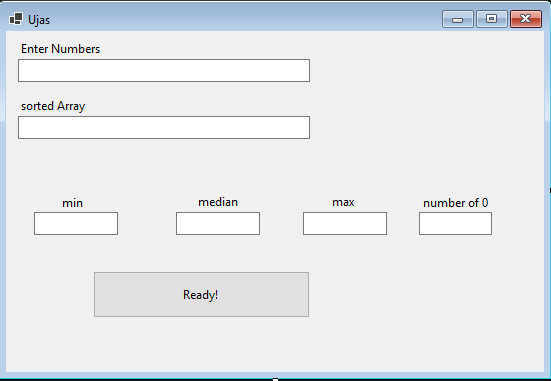 Ujas
Enter Numbers
sorted Array
min median max number of 0
Ready!